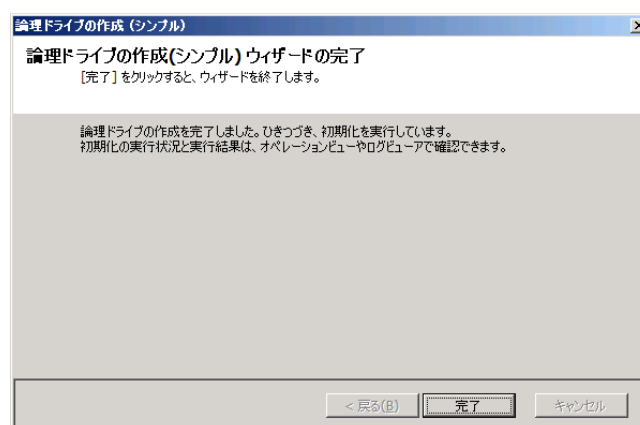 論理ドライブの作成 (シンプル)
論理ドライブの作成(シンプル) ウィザードの完了
[完了] をクリックすると、ウィザードを終了します。
論理ドライブの作成を完了しました。ひきつづき、初期化を実行しています。
初期化の実行状況と実行結果は、オペレーションビューやログビューアで確認できます。
< 戻る(B)
完了
キャンセル